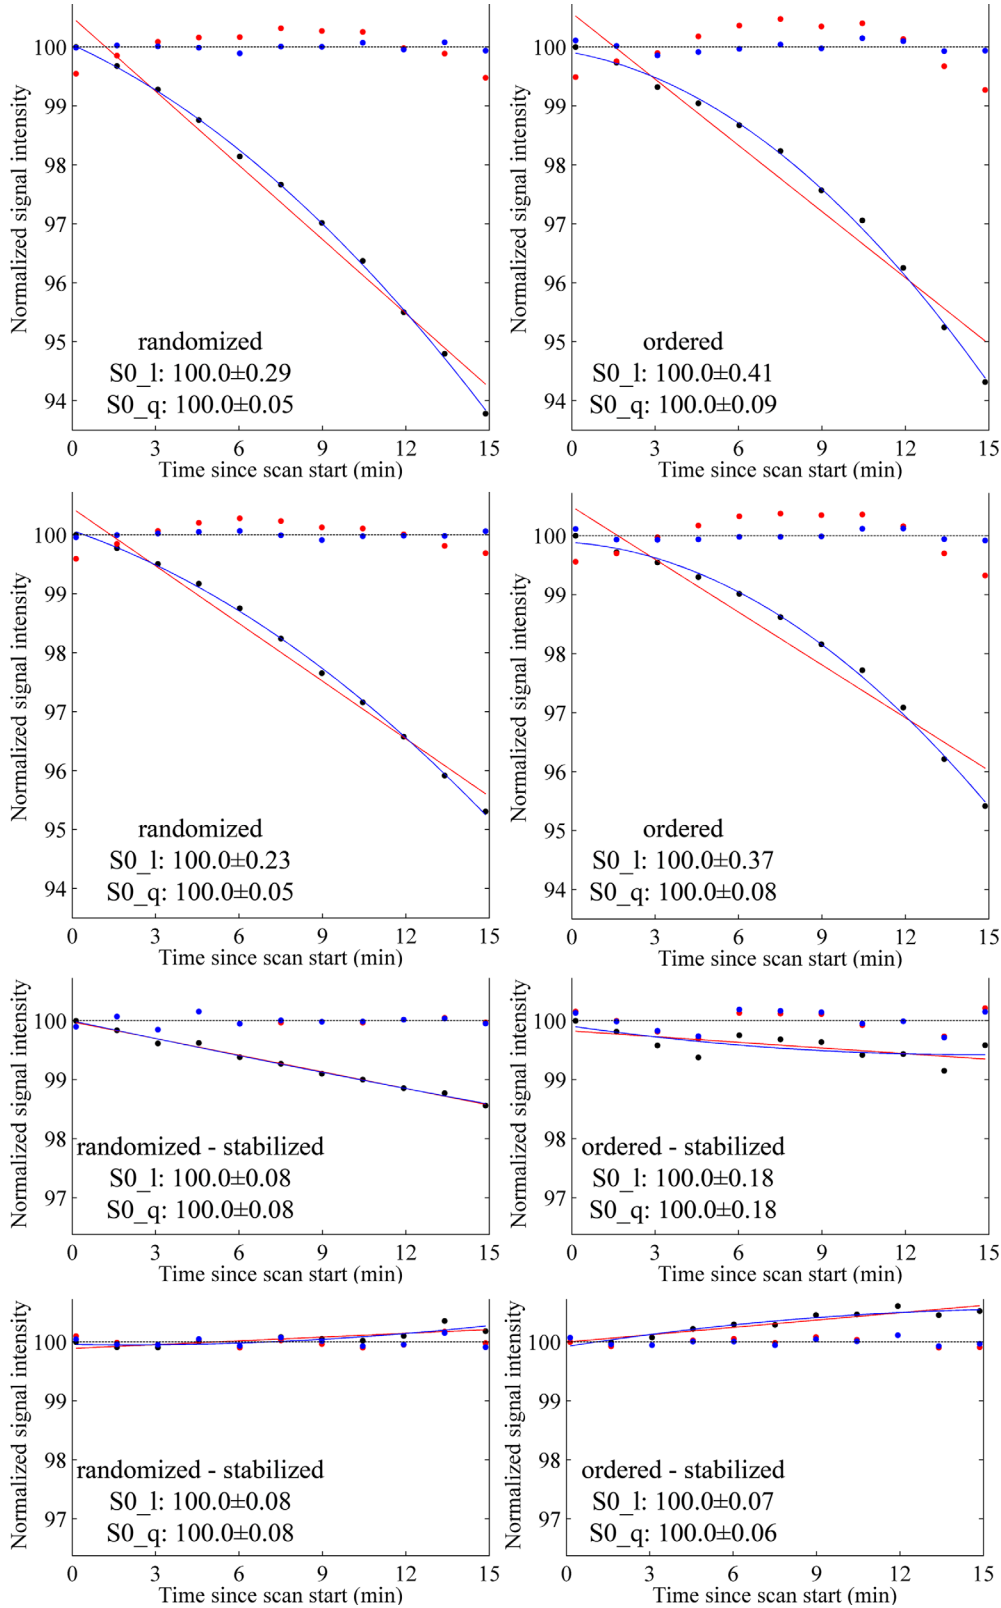 Normalized signal intensity
100
99
98
97
96
95
94
randomized
S0_l: 100.0±0.29
S0_q: 100.0±0.05
0 3 6 9 12 15
Time since scan start (min)
Normalized signal intensity
100
99
98
97
96
95
94
ordered
S0_l: 100.0±0.41
S0_q: 100.0±0.09
0 3 6 9 12 15
Time since scan start (min)
Normalized signal intensity
100
99
98
97
96
95
94
randomized
S0_l: 100.0±0.23
S0_q: 100.0±0.05
0 3 6 9 12 15
Time since scan start (min)
Normalized signal intensity
100
99
98
97
96
95
94
ordered
S0_l: 100.0±0.37
S0_q: 100.0±0.08
0 3 6 9 12 15
Time since scan start (min)
Normalized signal intensity
100
99
98
97
randomized - stabilized
S0_l: 100.0±0.08
S0_q: 100.0±0.08
0 3 6 9 12 15
Time since scan start (min)
Normalized signal intensity
100
99
98
97
ordered - stabilized
S0_l: 100.0±0.18
S0_q: 100.0±0.18
0 3 6 9 12 15
Time since scan start (min)
Normalized signal intensity
100
99
98
97
randomized - stabilized
S0_l: 100.0±0.08
S0_q: 100.0±0.08
0 3 6 9 12 15
Time since scan start (min)
Normalized signal intensity
100
99
98
97
ordered - stabilized
S0_l: 100.0±0.07
S0_q: 100.0±0.06
0 3 6 9 12 15
Time since scan start (min)